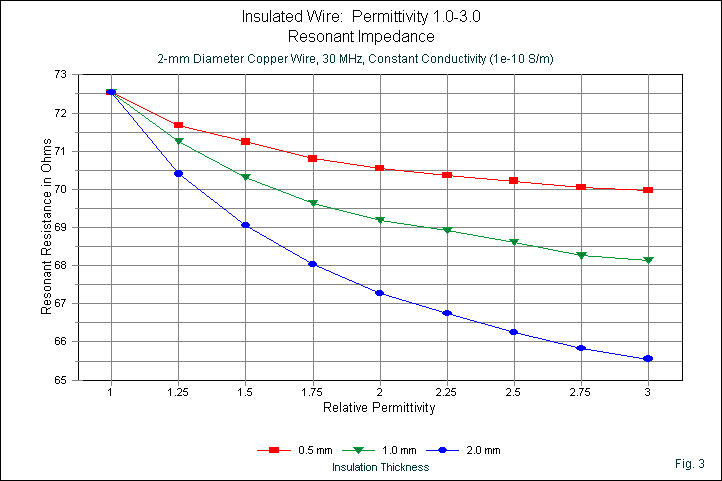 Insulated Wire:  Permittivity 1.0-3.0
Resonant Impedance
2-mm Diameter Copper Wire, 30 MHz, Constant Conductivity (1e-10 S/m)
Resonant Resistance in Ohms
73
72
71
70
69
68
67
66
65
1 1.25 1.5 1.75 2 2.25 2.5 2.75 3
Relative Permittivity
0.5 mm 1.0 mm 2.0 mm
Insulation Thickness
Fig. 3